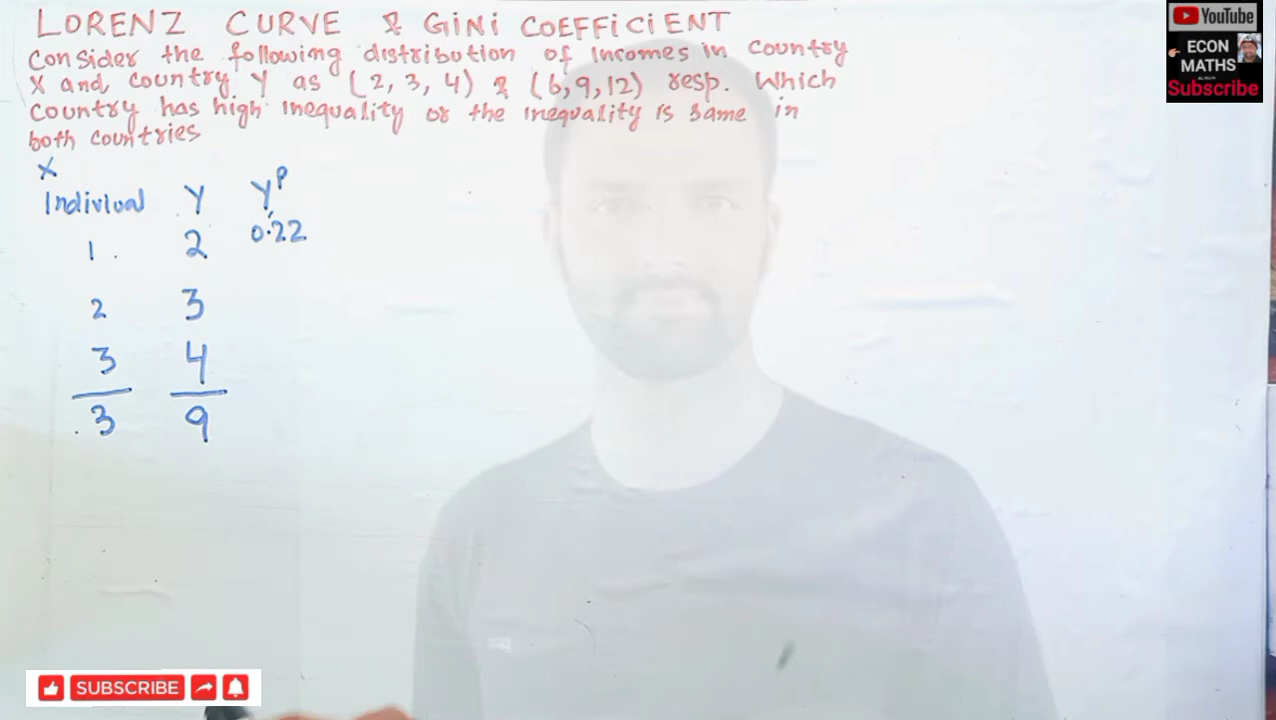 LORENZ CURVE & GINI COEFFICIENT
Consider the following distribution of Incomes in country
X and, country Y as (2, 3, 4) & (6, 9, 12) resp. Which
Country has high inequality or the inequality is same in
both countries
X
Indiviual Y Y^P
1. 2 0.22
2 3
3 4
3 9
YouTube
ECON
MATHS
Subscribe
SUBSCRIBE